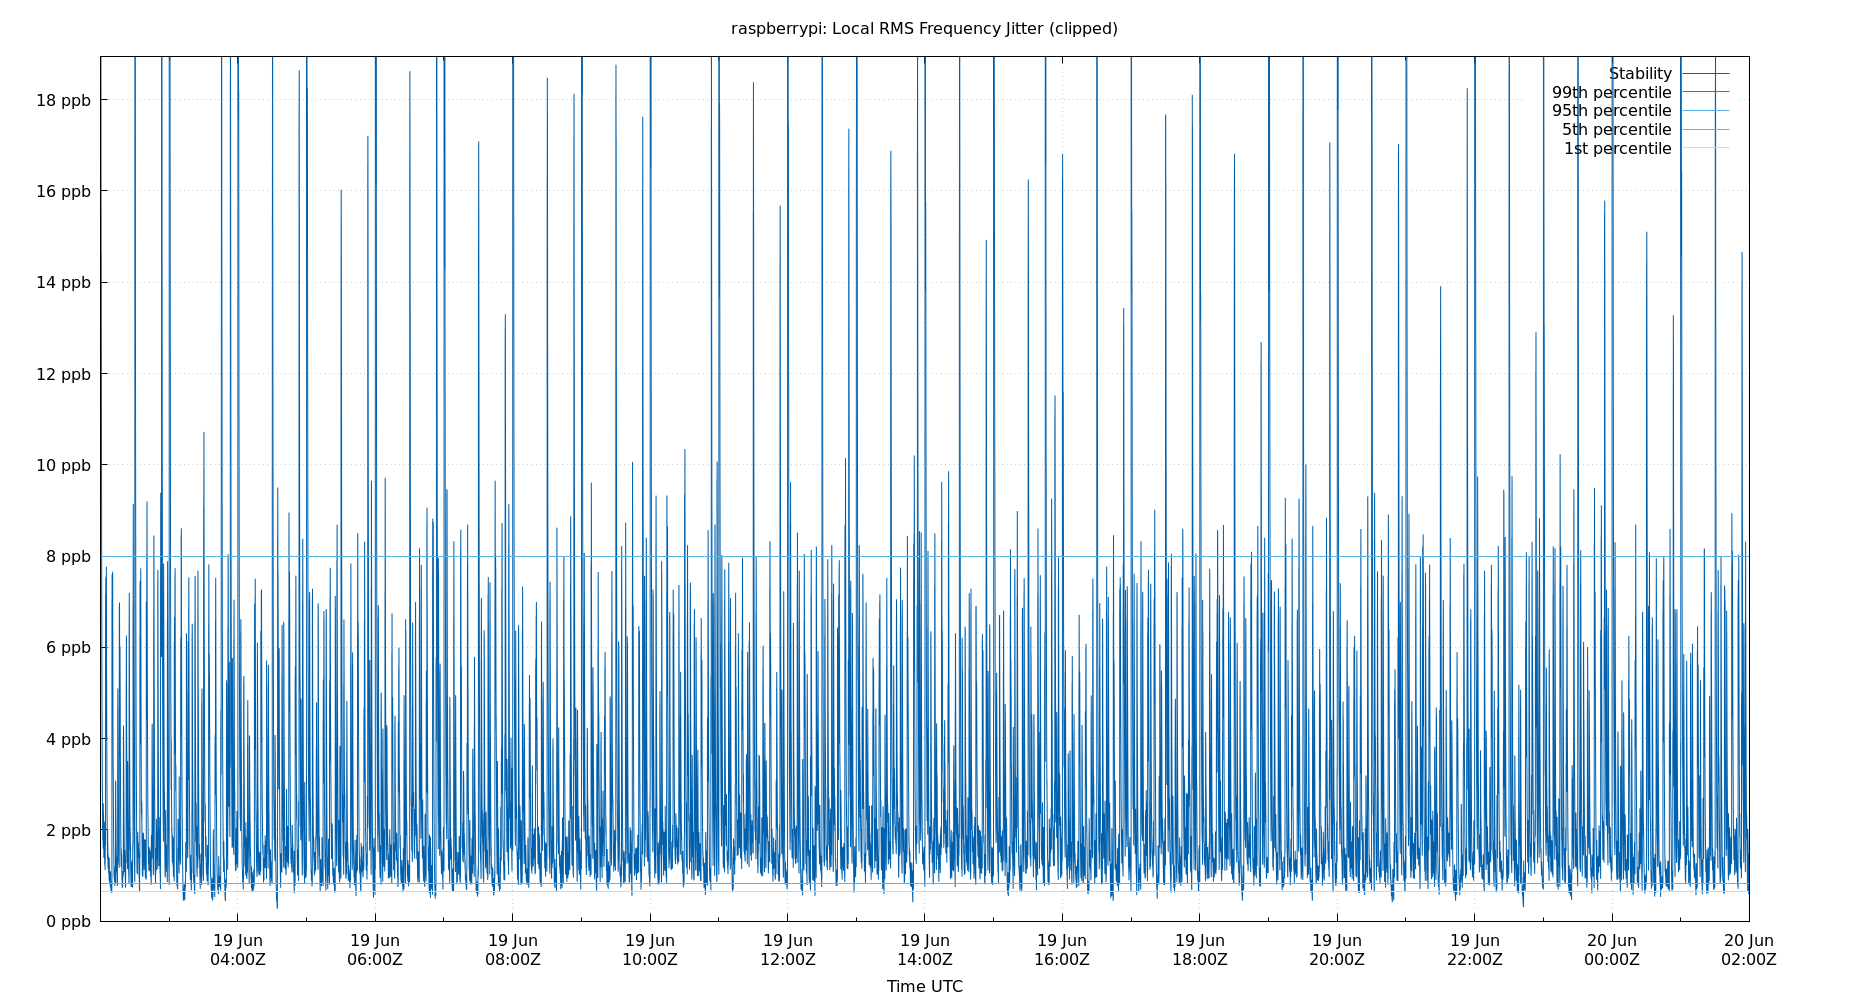 raspberrypi: Local RMS Frequency Jitter (clipped)
Stability
99th percentile
95th percentile
5th percentile
1st percentile
18 ppb
16 ppb
14 ppb
12 ppb
10 ppb
8 ppb
6 ppb
4 ppb
2 ppb
0 ppb
19 Jun 19 Jun 19 Jun 19 Jun 19 Jun 19 Jun 19 Jun 19 Jun 19 Jun 19 Jun 20 Jun 20 Jun
04:00Z 06:00Z 08:00Z 10:00Z 12:00Z 14:00Z 16:00Z 18:00Z 20:00Z 22:00Z 00:00Z 02:00Z
Time UTC